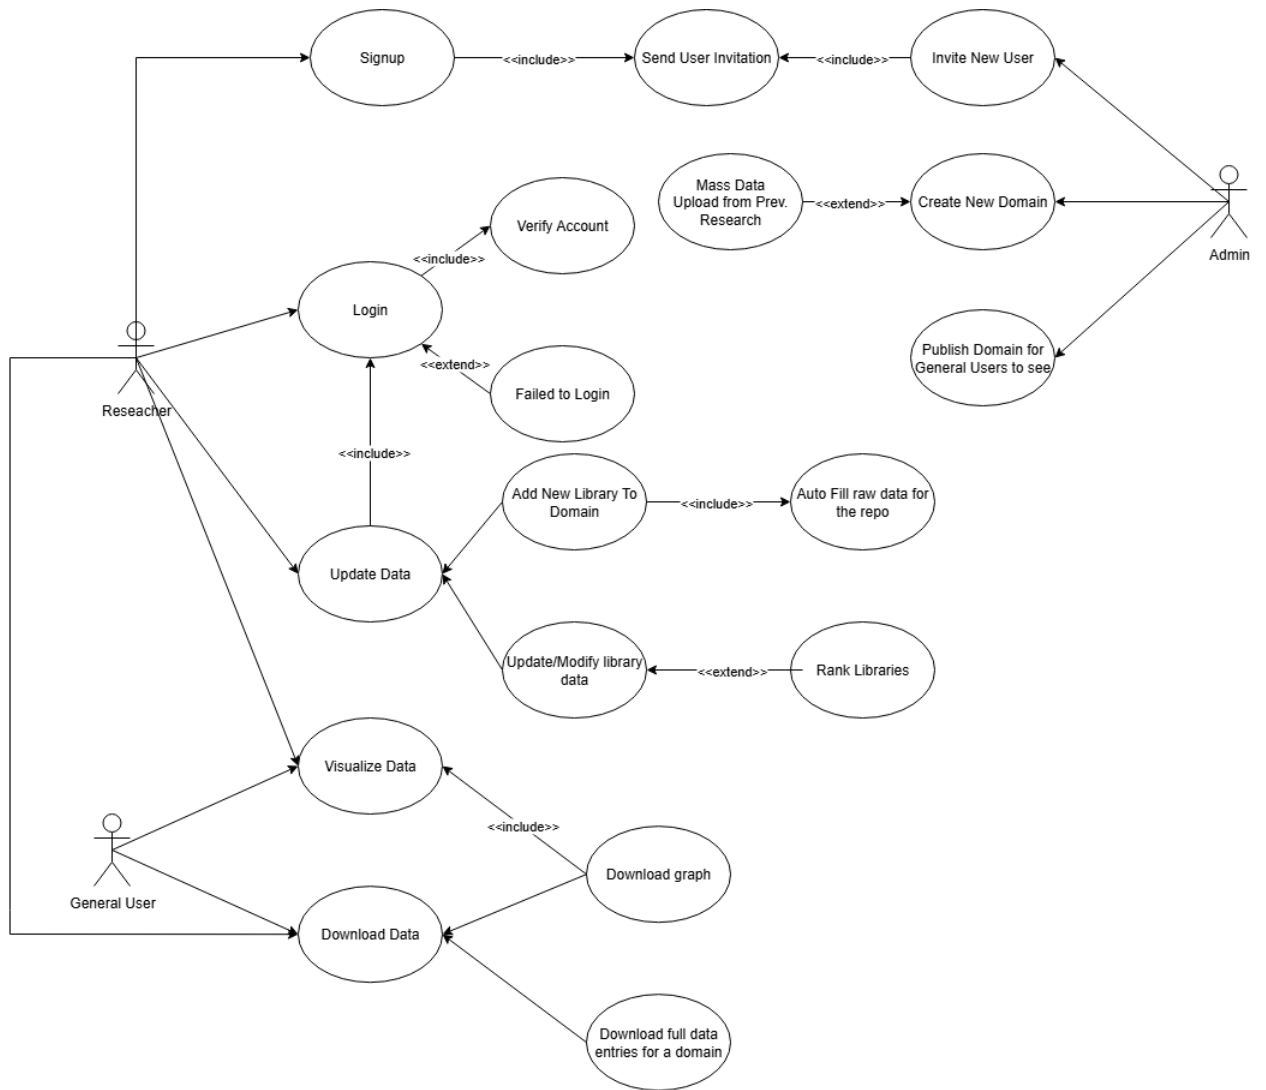 Signup
<<include>>
Send User Invitation
<<include>>
Invite New User
Mass Data
Upload from Prev.
Research
<<extend>>
Create New Domain
Admin
Verify Account
<<include>>
Login
Publish Domain for
General Users to see
<<extend>>
Failed to Login
Reseacher
<<include>>
Add New Library To
Domain
<<include>>
Auto Fill raw data for
the repo
Update Data
Update/Modify library
data
<<extend>>
Rank Libraries
Visualize Data
<<include>>
Download graph
General User
Download Data
Download full data
entries for a domain